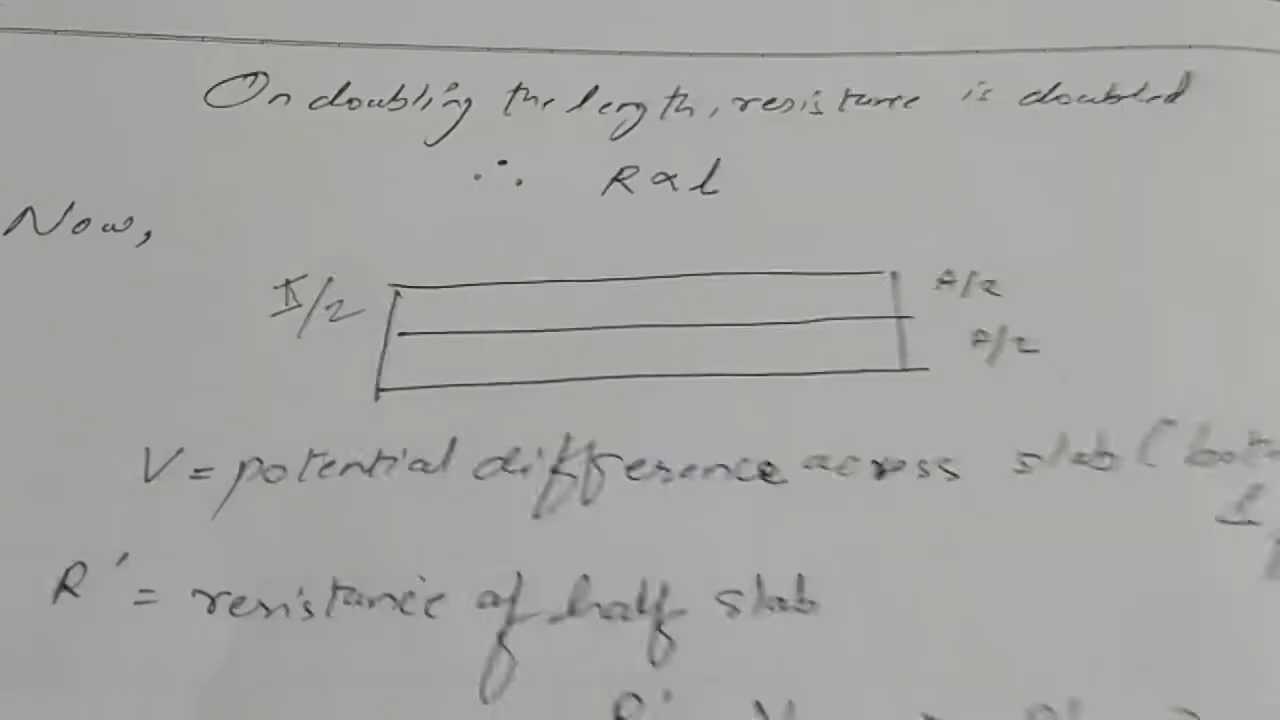 On doubling the length, resistance is doubled
∴ R ∝ l
Now,
I/2
A/2
A/2
V = potential difference across slab (
R' = resistance of half slab